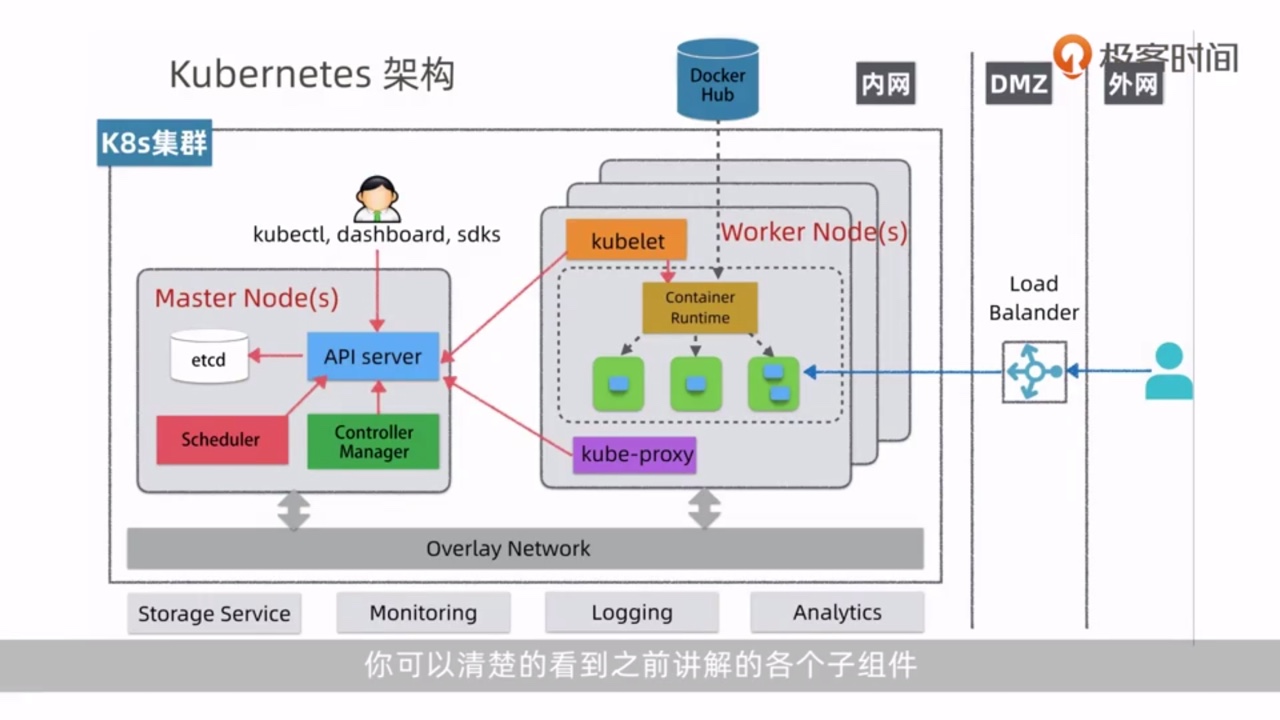 Kubernetes 架构
Docker
Hub
内网
DMZ
外网
极客时间
K8s集群
kubectl, dashboard, sdks
kubelet
Worker Node(s)
Container
Runtime
Master Node(s)
etcd
API server
Scheduler
Controller
Manager
kube-proxy
Load
Balander
Overlay Network
Storage Service
Monitoring
Logging
Analytics
你可以清楚的看到之前讲解的各个子组件